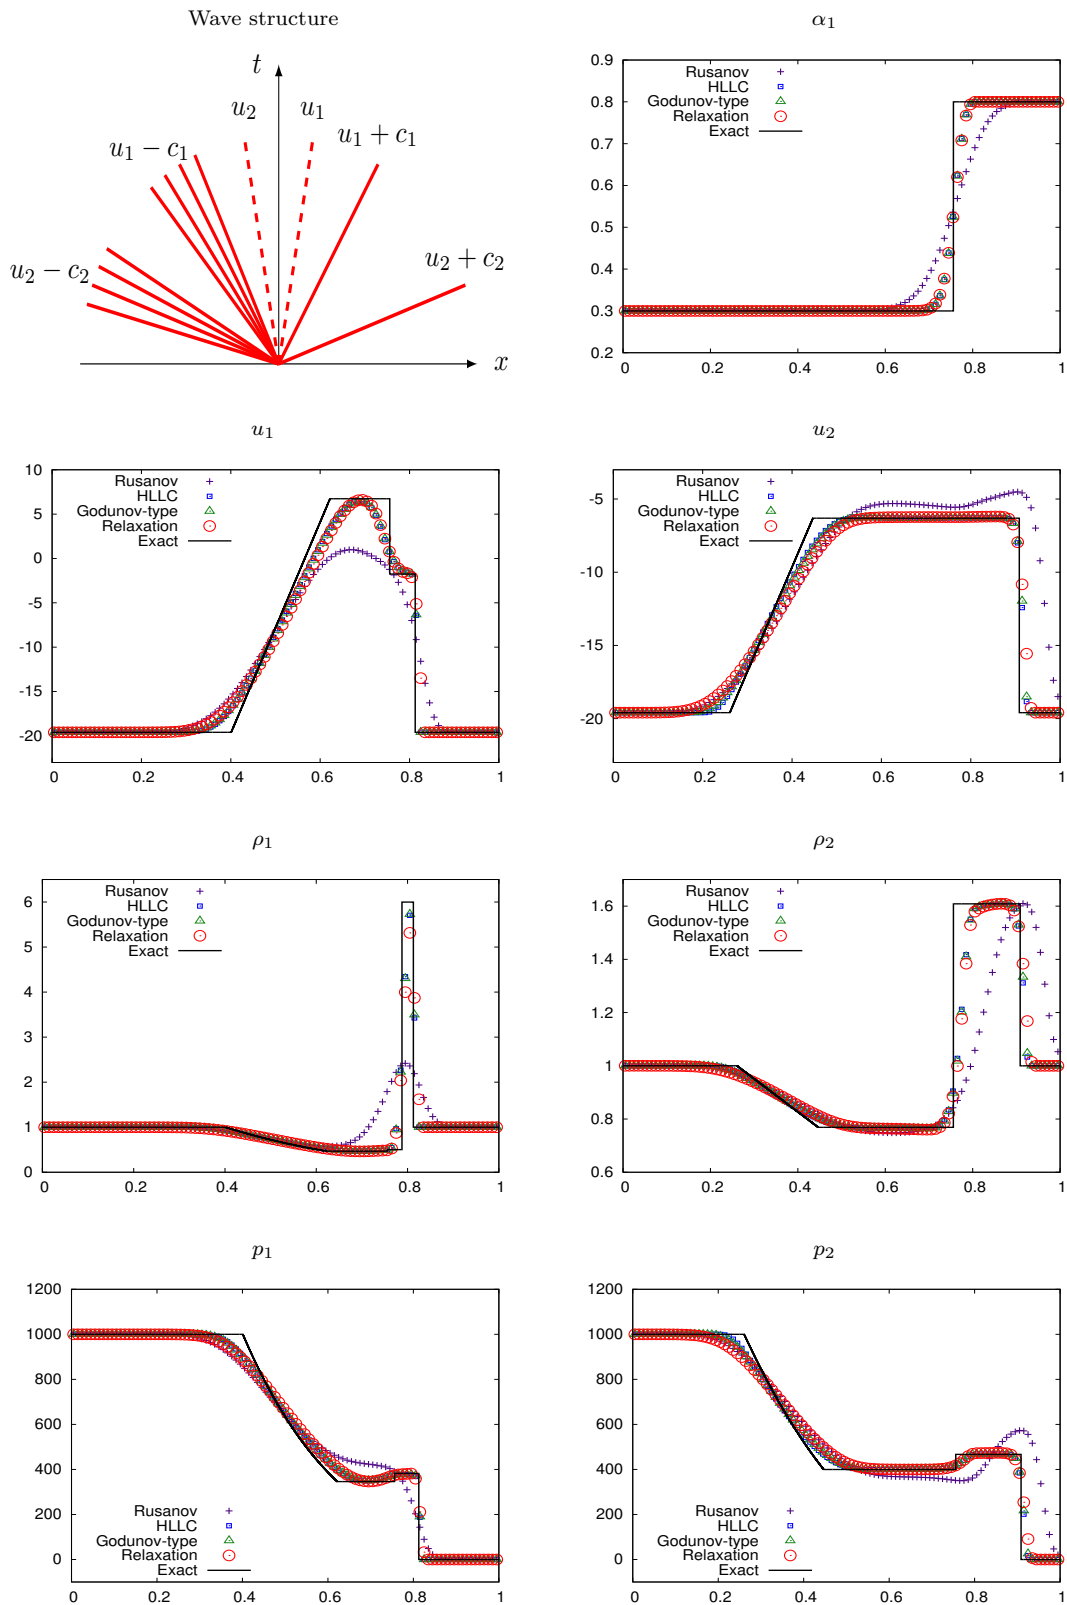 Wave structure
t
u₂
u₁
u₁ − c₁
u₁ + c₁
u₂ − c₂
u₂ + c₂
x
α₁
0.9
0.8
0.7
0.6
0.5
0.4
0.3
0.2
Rusanov
HLLC
Godunov-type
Relaxation
Exact
0 0.2 0.4 0.6 0.8 1
u₁
10
5
0
-5
-10
-15
-20
Rusanov
HLLC
Godunov-type
Relaxation
Exact
0 0.2 0.4 0.6 0.8 1
u₂
-5
-10
-15
-20
Rusanov
HLLC
Godunov-type
Relaxation
Exact
0 0.2 0.4 0.6 0.8 1
ρ₁
6
5
4
3
2
1
0
Rusanov
HLLC
Godunov-type
Relaxation
Exact
0 0.2 0.4 0.6 0.8 1
ρ₂
1.6
1.4
1.2
1
0.8
0.6
Rusanov
HLLC
Godunov-type
Relaxation
Exact
0 0.2 0.4 0.6 0.8 1
p₁
1200
1000
800
600
400
200
0
Rusanov
HLLC
Godunov-type
Relaxation
Exact
0 0.2 0.4 0.6 0.8 1
p₂
1200
1000
800
600
400
200
0
Rusanov
HLLC
Godunov-type
Relaxation
Exact
0 0.2 0.4 0.6 0.8 1